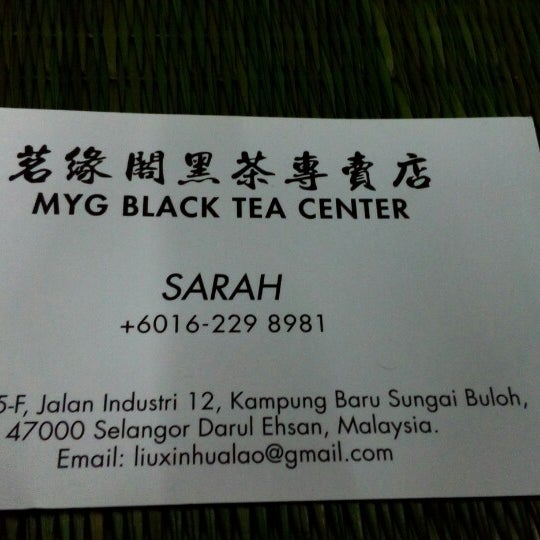 茗緣閣黑茶專賣店
MYG BLACK TEA CENTER
SARAH
+6016-229 8981
5-F, Jalan Industri 12, Kampung Baru Sungai Buloh,
47000 Selangor Darul Ehsan, Malaysia.
Email: liuxinhualao@gmail.com